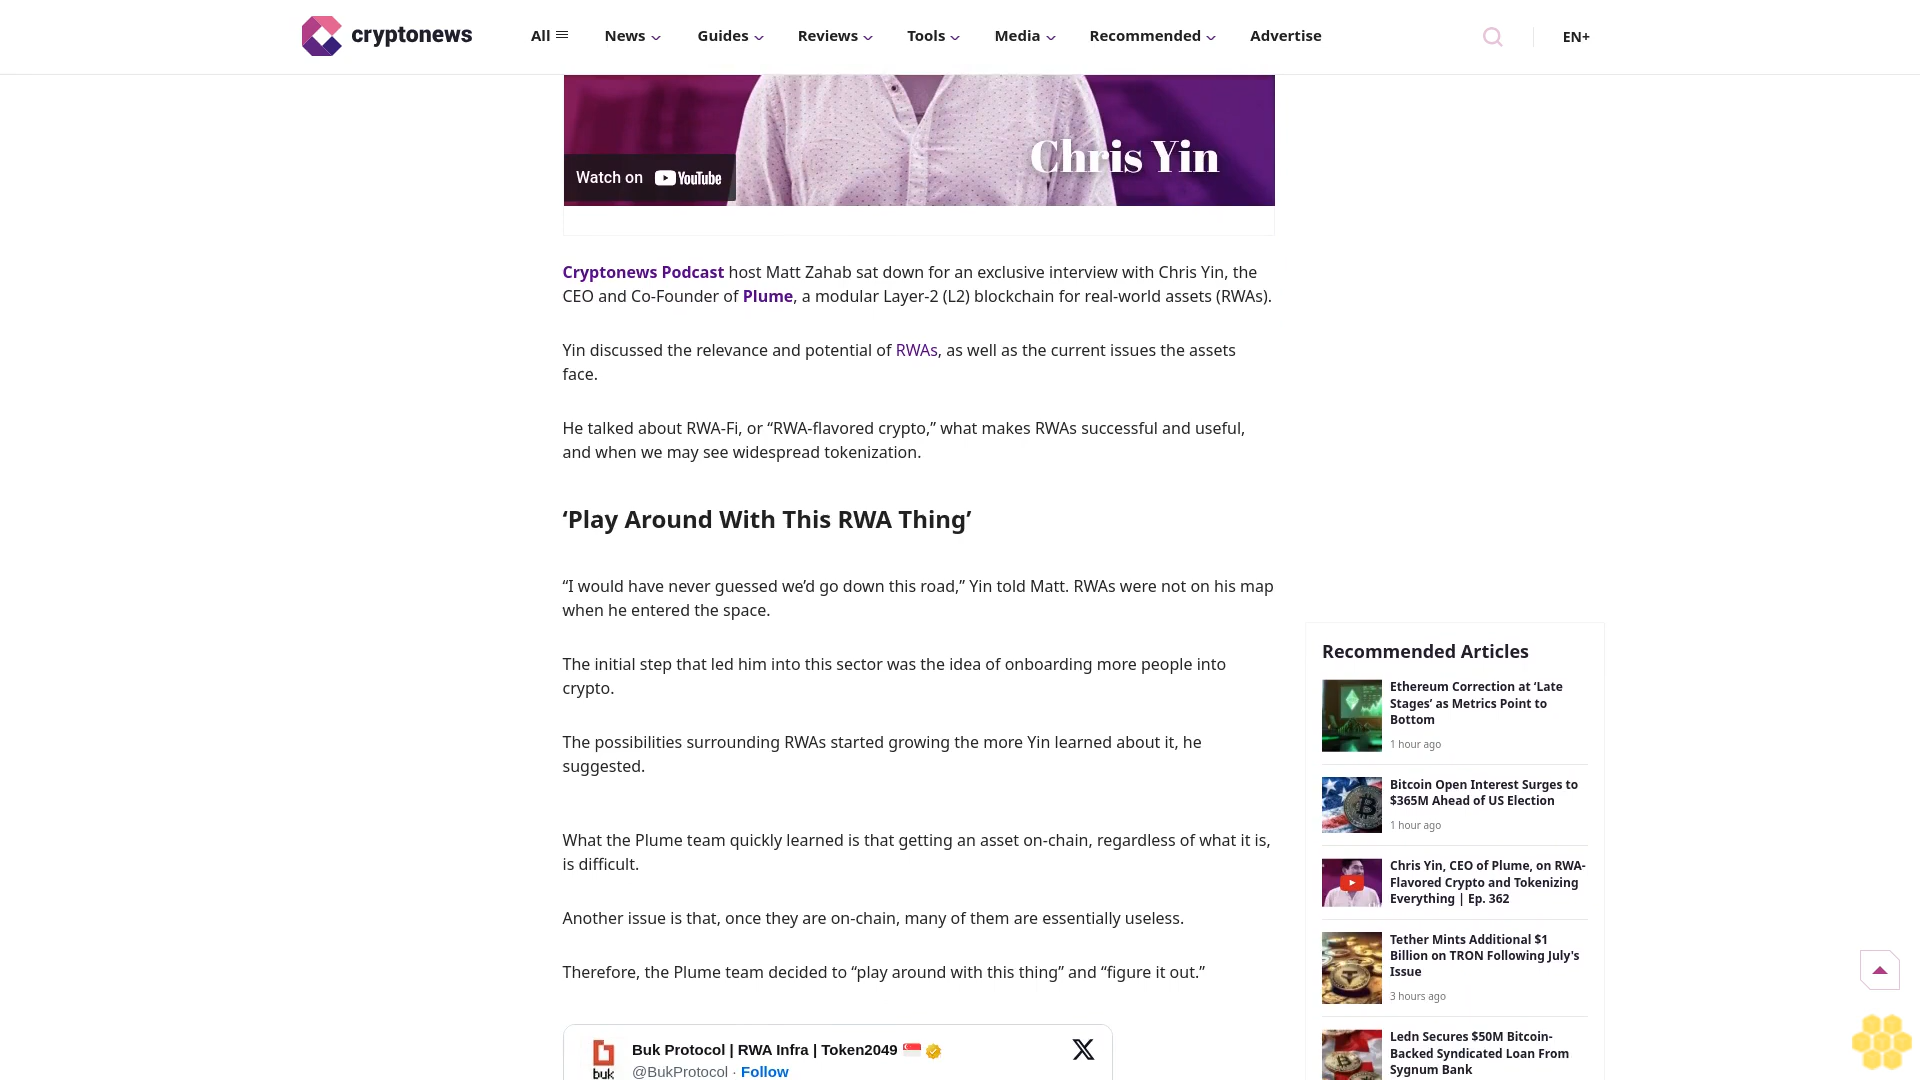 cryptonews
All
News
Guides
Reviews
Tools
Media
Recommended
Advertise
EN+
Chris Yin
Watch on YouTube
Cryptonews Podcast host Matt Zahab sat down for an exclusive interview with Chris Yin, the
CEO and Co-Founder of Plume, a modular Layer-2 (L2) blockchain for real-world assets (RWAs).
Yin discussed the relevance and potential of RWAs, as well as the current issues the assets
face.
He talked about RWA-Fi, or “RWA-flavored crypto,” what makes RWAs successful and useful,
and when we may see widespread tokenization.
‘Play Around With This RWA Thing’
“I would have never guessed we’d go down this road,” Yin told Matt. RWAs were not on his map
when he entered the space.
The initial step that led him into this sector was the idea of onboarding more people into
crypto.
The possibilities surrounding RWAs started growing the more Yin learned about it, he
suggested.
What the Plume team quickly learned is that getting an asset on-chain, regardless of what it is,
is difficult.
Another issue is that, once they are on-chain, many of them are essentially useless.
Therefore, the Plume team decided to “play around with this thing” and “figure it out.”
buk
Buk Protocol | RWA Infra | Token2049
@BukProtocol · Follow
Recommended Articles
Ethereum Correction at ‘Late
Stages’ as Metrics Point to
Bottom
1 hour ago
Bitcoin Open Interest Surges to
$365M Ahead of US Election
1 hour ago
Chris Yin, CEO of Plume, on RWA-
Flavored Crypto and Tokenizing
Everything | Ep. 362
Tether Mints Additional $1
Billion on TRON Following July's
Issue
3 hours ago
Ledn Secures $50M Bitcoin-
Backed Syndicated Loan From
Sygnum Bank